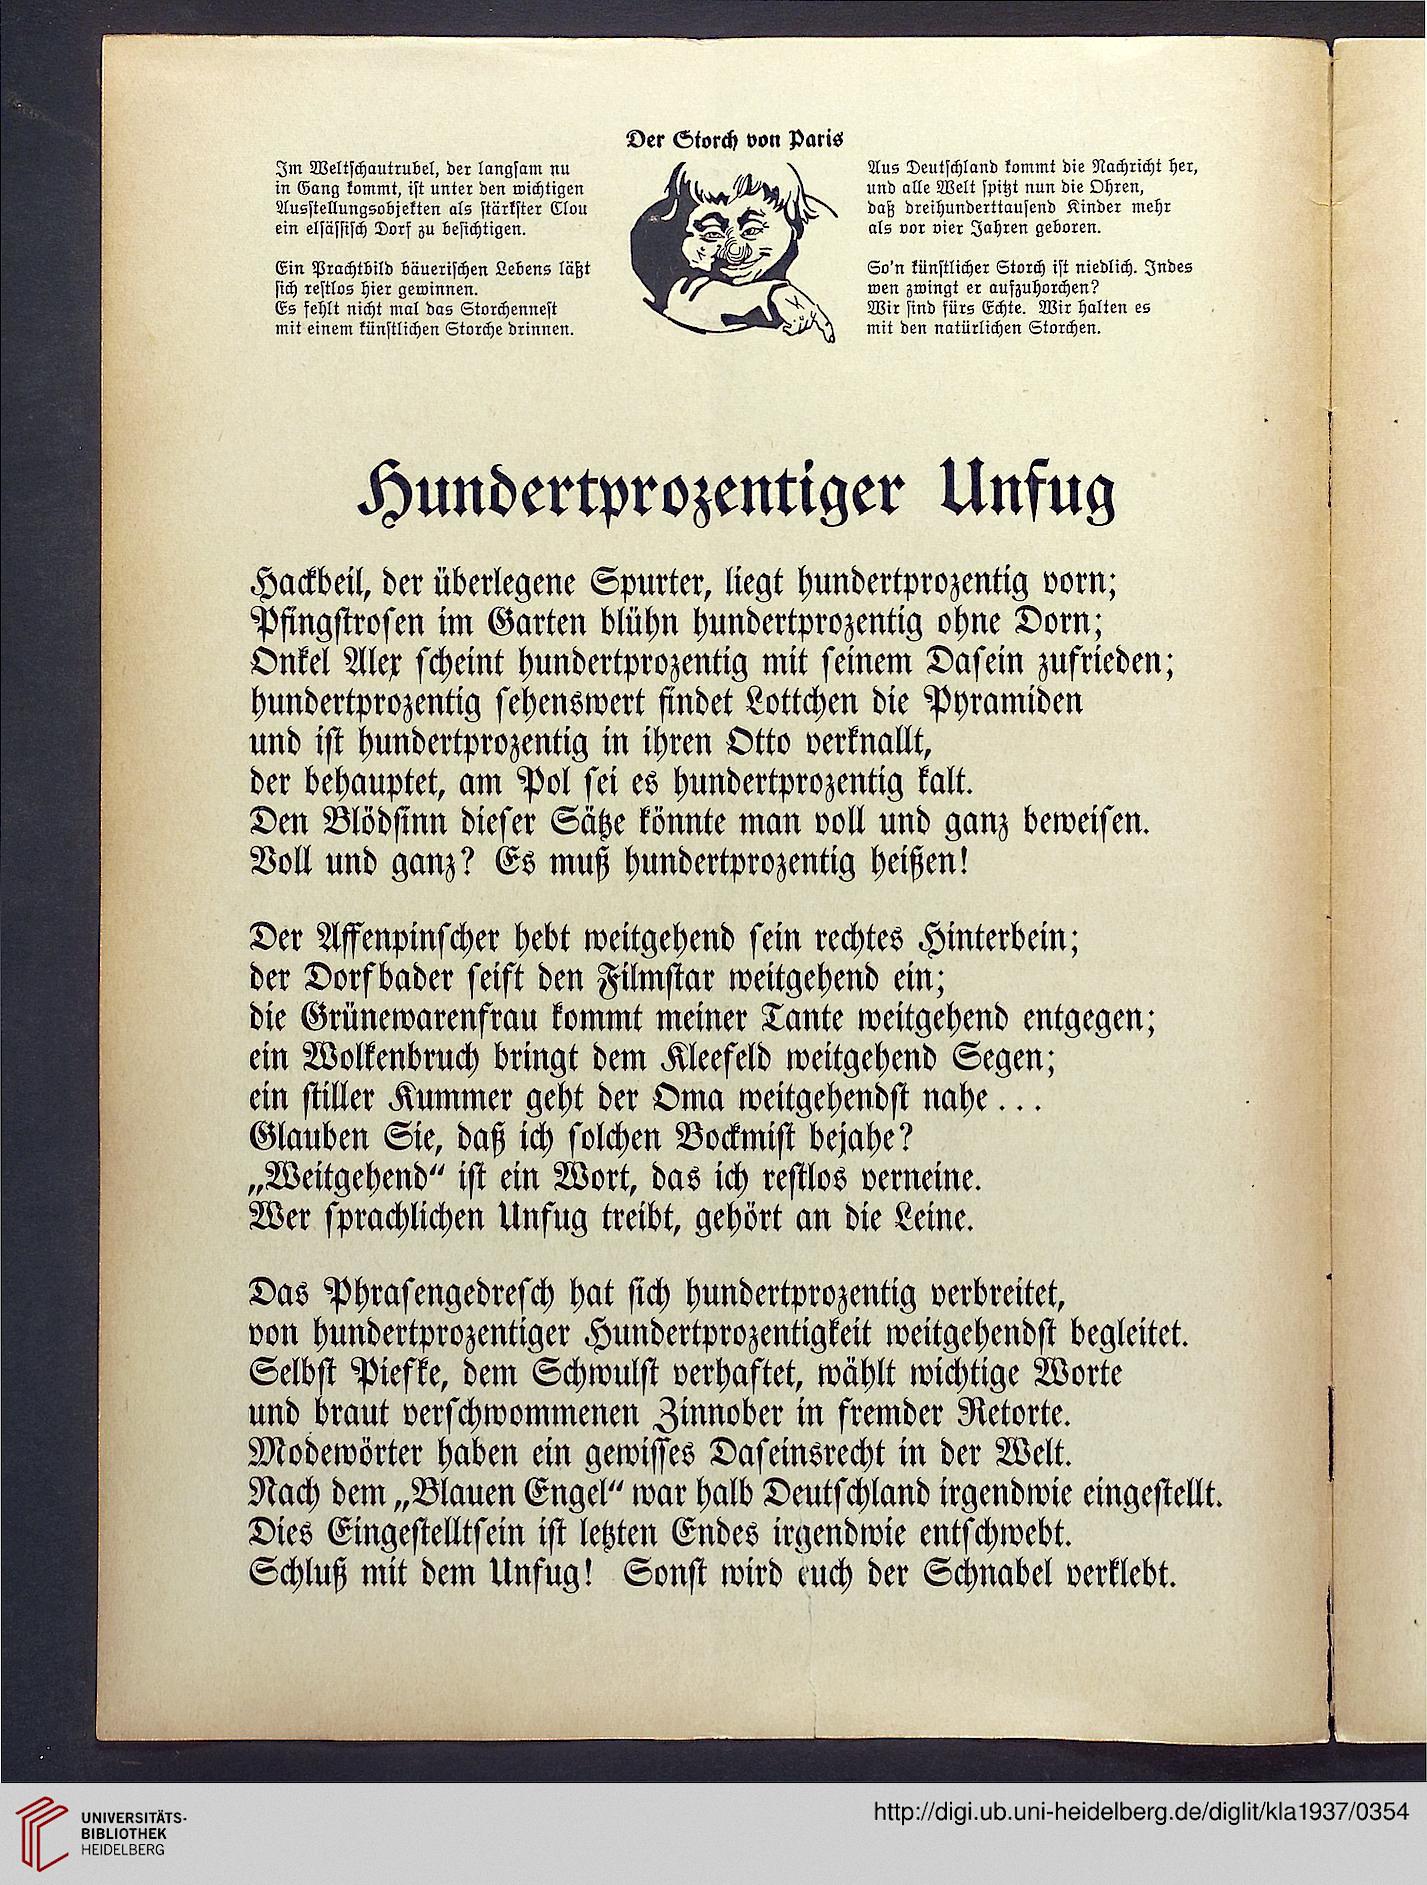 Der Storch von Paris
Im Weltschautrubel, der langsam nu
in Gang kommt, ist unter den wichtigen
Ausstellungsobjekten als stärkster Clou
ein elsässisch Dorf zu besichtigen.
Ein Prachtbild bäuerischen Lebens läßt
sich restlos hier gewinnen.
Es fehlt nicht mal das Storchennest
mit einem künstlichen Storche drinnen.
Aus Deutschland kommt die Nachricht her,
und alle Welt spitzt nun die Ohren,
daß dreihunderttausend Kinder mehr
als vor vier Jahren geboren.
So'n künstlicher Storch ist niedlich. Indes
wen zwingt er aufzuhorchen?
Wir sind fürs Echte. Wir halten es
mit den natürlichen Storchen.
Hundertprozentiger Unfug
Hackbeil, der überlegene Spurter, liegt hundertprozentig vorn;
Pfingstrosen im Garten blühn hundertprozentig ohne Dorn;
Onkel Alex scheint hundertprozentig mit seinem Dasein zufrieden;
hundertprozentig sehenswert findet Lottchen die Pyramiden
und ist hundertprozentig in ihren Otto verknallt,
der behauptet, am Pol sei es hundertprozentig kalt.
Den Blödsinn dieser Sätze könnte man voll und ganz beweisen.
Voll und ganz? Es muß hundertprozentig heißen!
Der Affenpinscher hebt weitgehend sein rechtes Hinterbein;
der Dorfbader seift den Filmstar weitgehend ein;
die Grünewarenfrau kommt meiner Tante weitgehend entgegen;
ein Wolkenbruch bringt dem Kleefeld weitgehend Segen;
ein stiller Kummer geht der Oma weitgehendst nahe . . .
Glauben Sie, daß ich solchen Bockmist bejahe?
„Weitgehend“ ist ein Wort, das ich restlos verneine.
Wer sprachlichen Unfug treibt, gehört an die Leine.
Das Phrasengedresch hat sich hundertprozentig verbreitet,
von hundertprozentiger Hundertprozentigkeit weitgehendst begleitet.
Selbst Piefke, dem Schwulst verhaftet, wählt wichtige Worte
und braut verschwommenen Zinnober in fremder Retorte.
Modewörter haben ein gewisses Daseinsrecht in der Welt.
Nach dem „Blauen Engel“ war halb Deutschland irgendwie eingestellt.
Dies Eingestelltsein ist letzten Endes irgendwie entschwebt.
Schluß mit dem Unfug! Sonst wird euch der Schnabel verklebt.
UNIVERSITÄTS-
BIBLIOTHEK
HEIDELBERG
http://digi.ub.uni-heidelberg.de/diglit/kla1937/0354